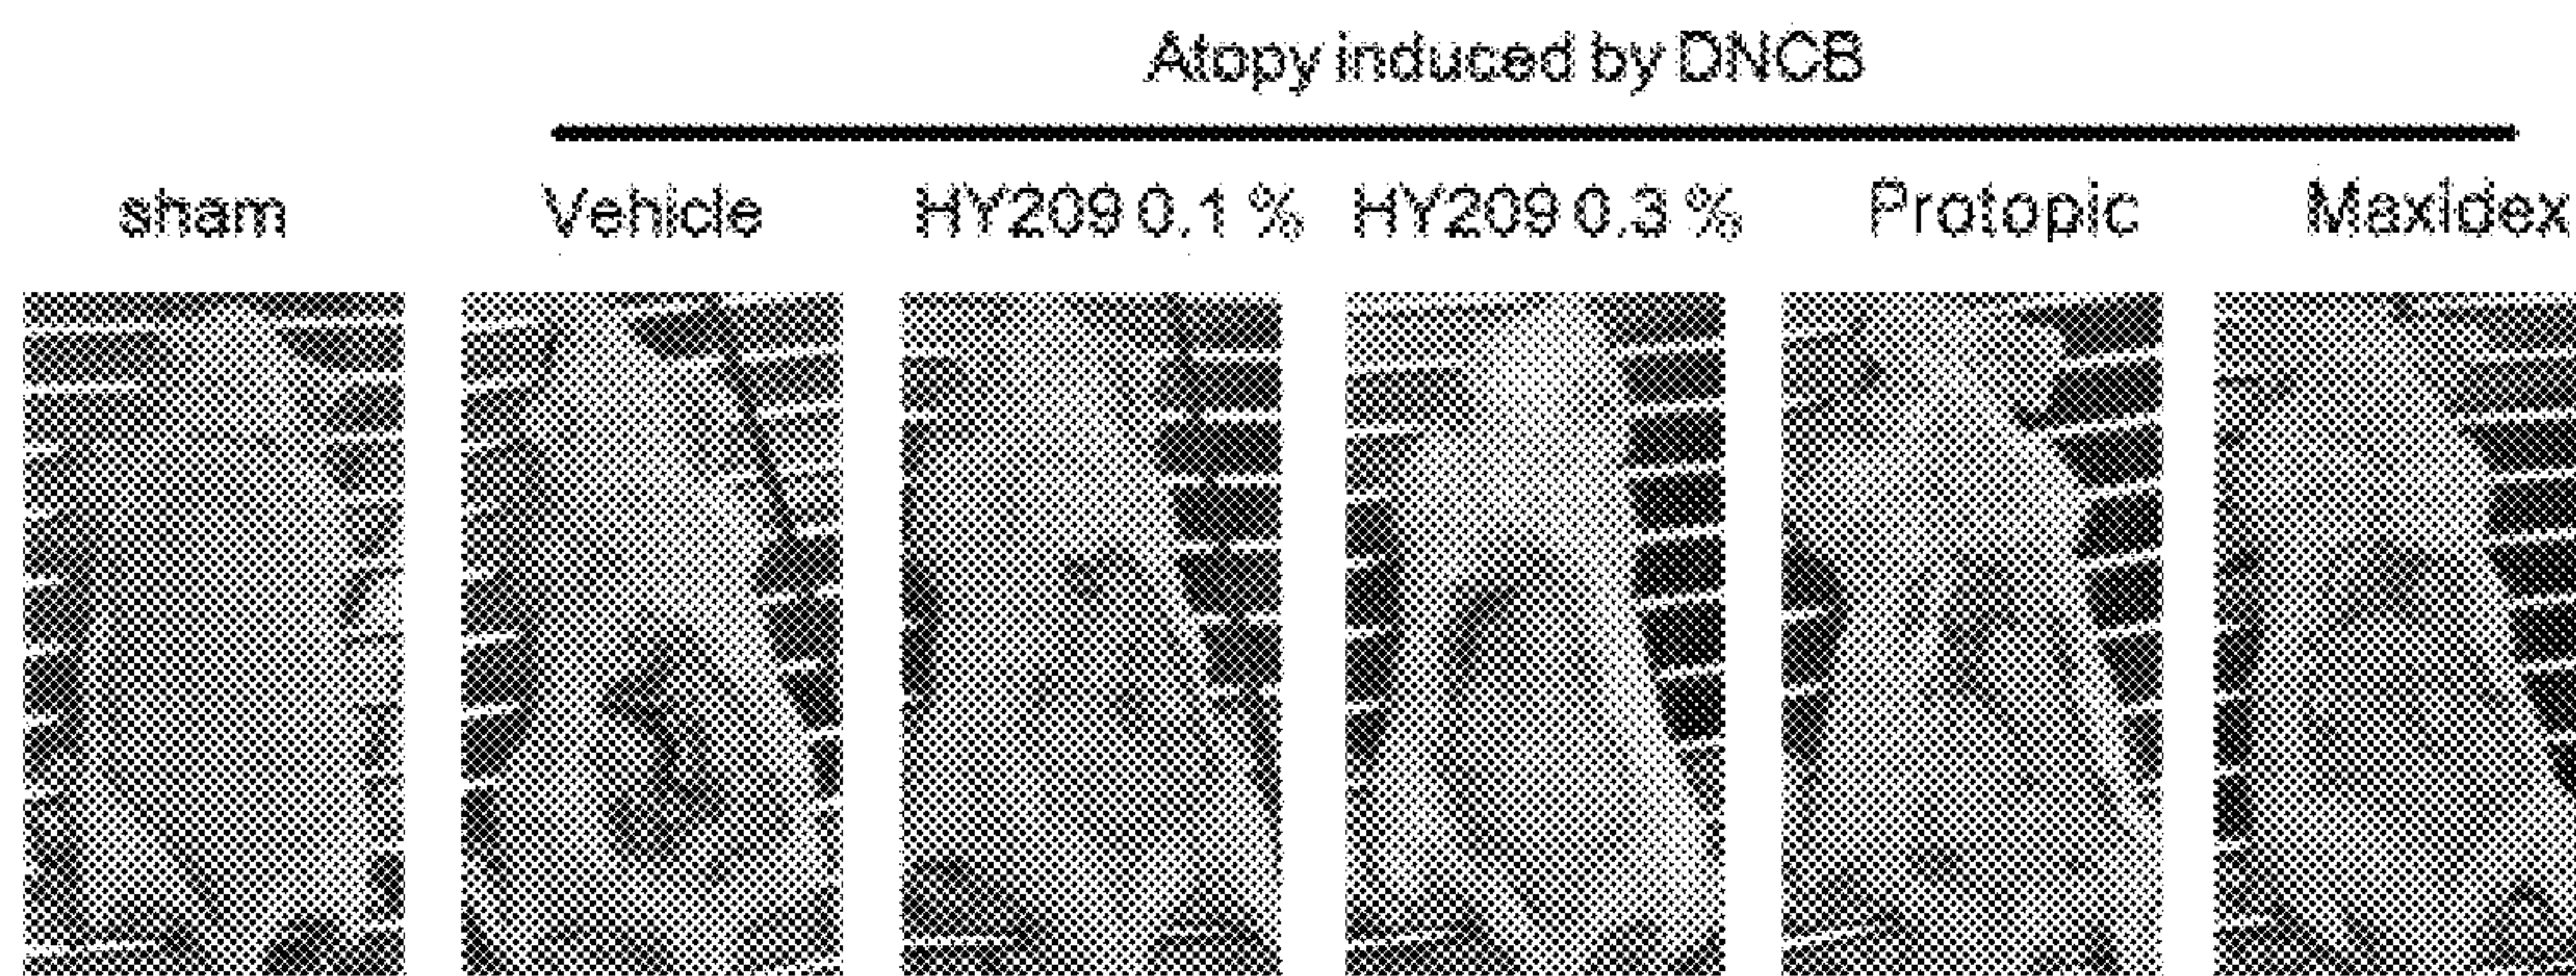 Atopy induced by DNCB
sham Vehicle HY209 0.1 % HY209 0.3 % Protopic Maxidex